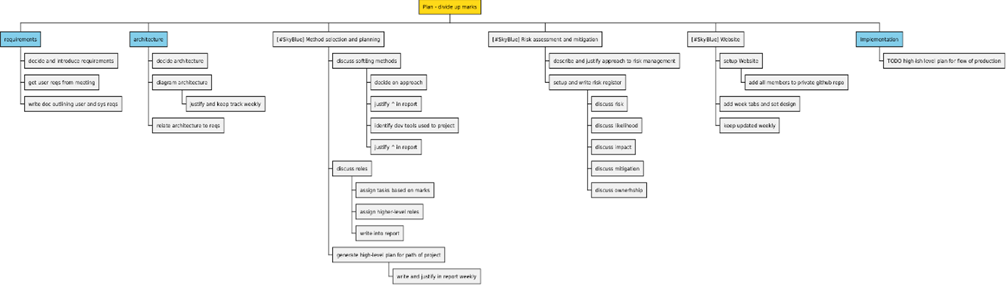 Plan - divide up marks
requirements
decide and introduce requirements
get user reqs from meeting
write doc outlining user and sys reqs
architecture
decide architecture
diagram architecture
justify and keep track weekly
relate architecture to reqs
[#SkyBlue] Method selection and planning
discuss softEng methods
decide on approach
justify ^ in report
identify dev tools used to project
justify ^ in report
discuss roles
assign tasks based on marks
assign higher-level roles
write into report
generate high-level plan for path of project
write and justify in report weekly
[#SkyBlue] Risk assessment and mitigation
describe and justify approach to risk management
setup and write risk register
discuss risk
discuss likelihood
discuss impact
discuss mitigation
discuss ownership
[#SkyBlue] Website
setup Website
add all members to private github repo
add week tabs and set design
keep updated weekly
Implementation
TODO high-ish level plan for flow of production